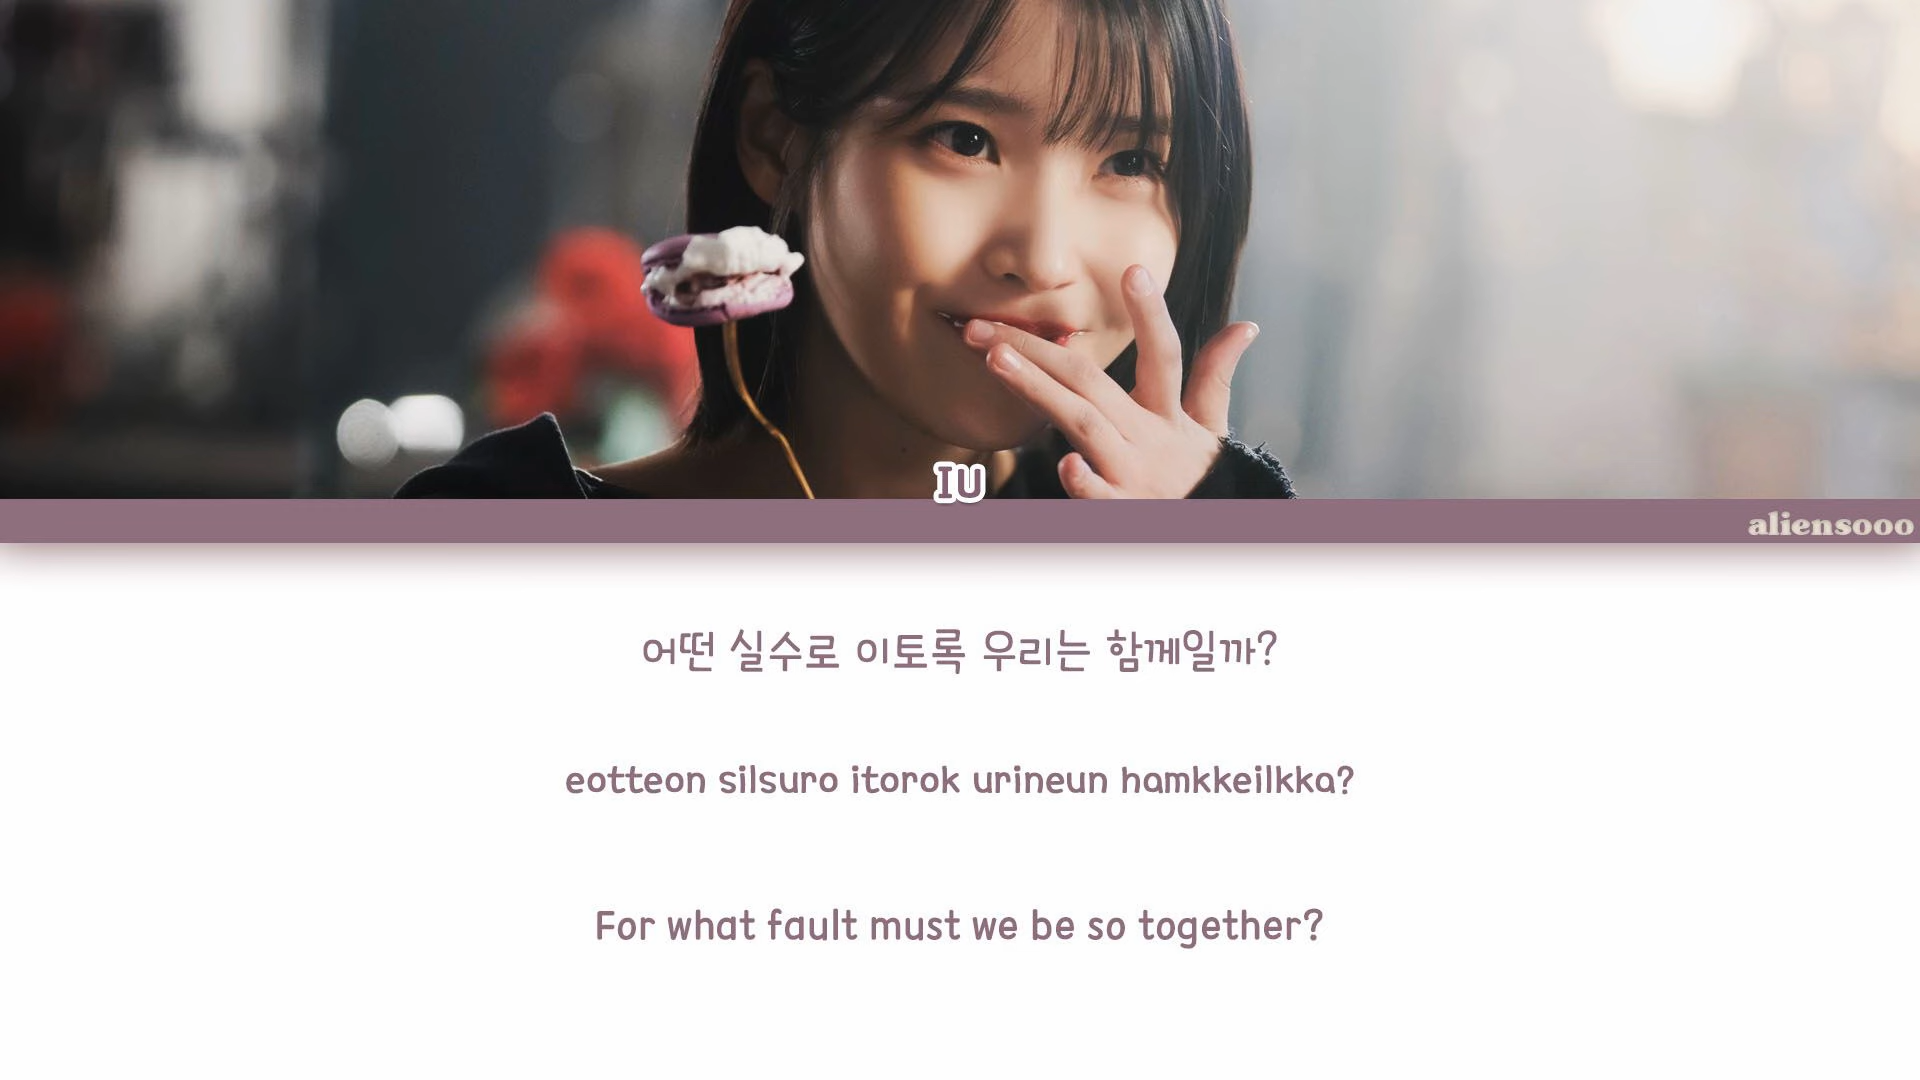 IU
aliensooo
어떤 실수로 이토록 우리는 함께일까?
eotteon silsuro itorok urineun hamkkeilkka?
For what fault must we be so together?